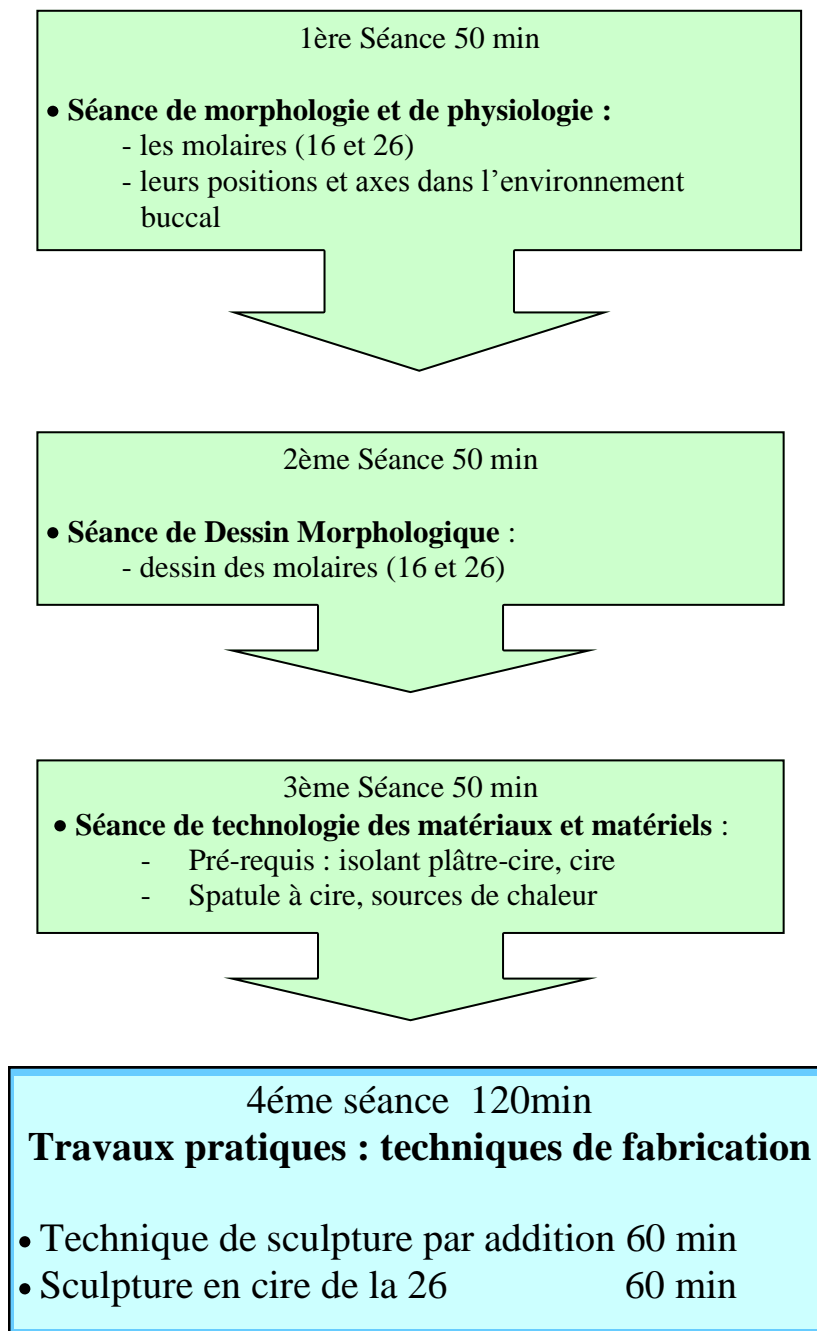 1ère Séance 50 min
• Séance de morphologie et de physiologie :
- les molaires (16 et 26)
- leurs positions et axes dans l’environnement
buccal
2ème Séance 50 min
• Séance de Dessin Morphologique :
- dessin des molaires (16 et 26)
3ème Séance 50 min
• Séance de technologie des matériaux et matériels :
- Pré-requis : isolant plâtre-cire, cire
- Spatule à cire, sources de chaleur
4éme séance 120min
Travaux pratiques : techniques de fabrication
• Technique de sculpture par addition 60 min
• Sculpture en cire de la 26 60 min